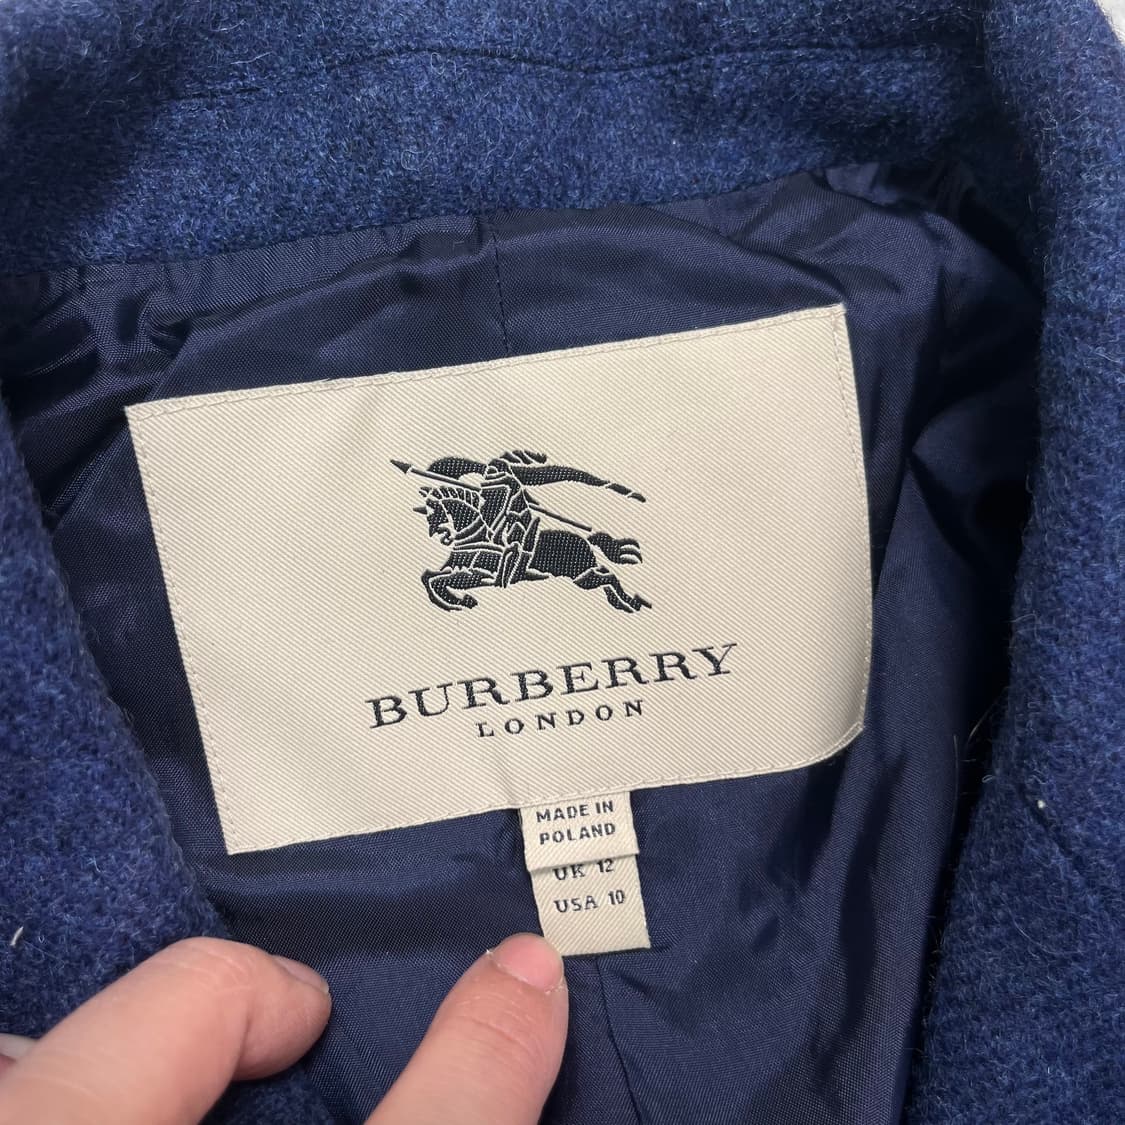 BURBERRY
LONDON
MADE IN
POLAND
UK 12
USA 10